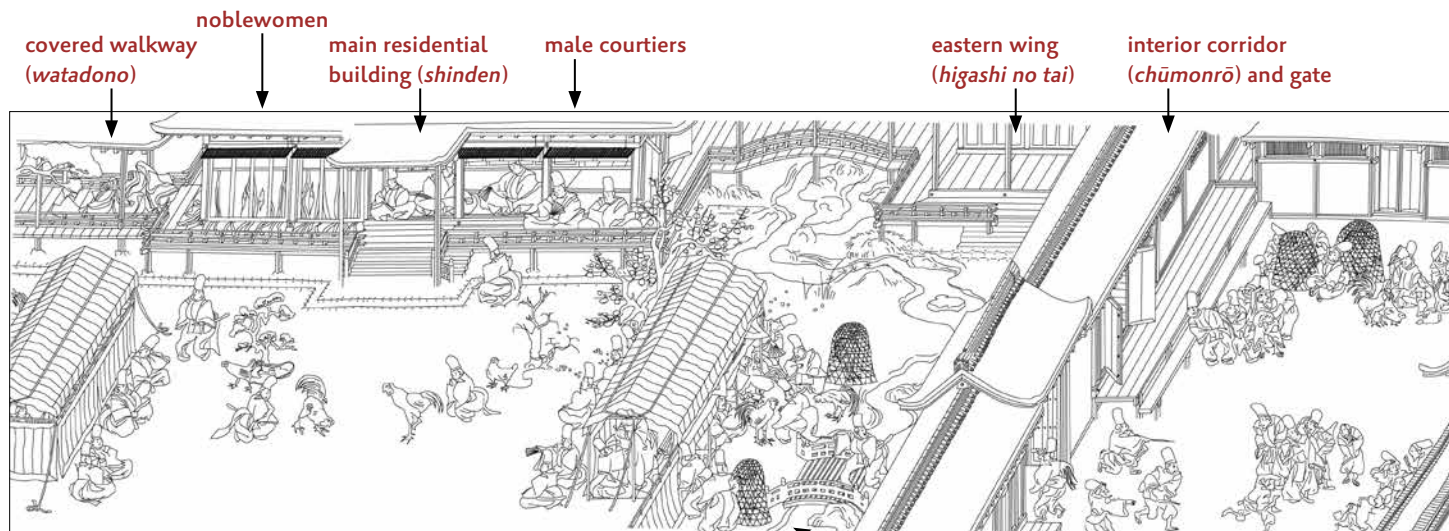 noblewomen
covered walkway
(watadono)
main residential
building (shinden)
male courtiers
eastern wing
(higashi no tai)
interior corridor
(chūmonrō) and gate